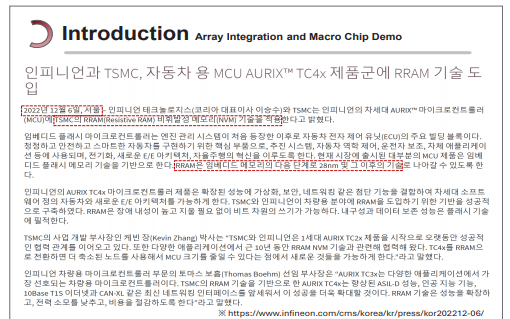 Introduction Array Integration and Macro Chip Demo
인피니언과 TSMC, 자동차 용 MCU AURIX™ TC4x 제품군에 RRAM 기술 도
입
2022년 12월 6일, 서울 - 인피니언 테크놀로지스(코리아 대표이사 이승수)와 TSMC는 인피니언의 차세대 AURIX™ 마이크로컨트롤러
(MCU)에 TSMC의 RRAM(Resistive RAM) 비휘발성 메모리(NVM) 기술을 적용한다고 밝혔다.
임베디드 플래시 마이크로컨트롤러는 엔진 관리 시스템이 처음 등장한 이후로 자동차 전자 제어 유닛(ECU)의 주요 빌딩 블록이다.
청정하고 안전하고 스마트한 자동차를 구현하기 위한 핵심 부품으로, 추진 시스템, 자동차 역학 제어, 운전자 보조, 자체 애플리케이
션 등에 사용되며, 전기화, 새로운 E/E 아키텍처, 자율주행의 혁신을 이루도록 한다. 현재 시장에 출시된 대부분의 MCU 제품은 임베
디드 플래시 메모리 기술을 기반으로 한다. RRAM은 임베디드 메모리의 다음 단계로 28nm 및 그 이후의 기술로 나아갈 수 있도록 한
다.
인피니언의 AURIX TC4x 마이크로컨트롤러 제품은 확장된 성능에 가상화, 보안, 네트워킹 같은 첨단 기능을 결합하여 차세대 소프트
웨어 정의 자동차와 새로운 E/E 아키텍처를 가능하게 한다. TSMC와 인피니언이 차량용 분야에 RRAM을 도입하기 위한 기반을 성공적
으로 구축하였다. RRAM은 장애 내성이 높고 지울 필요 없이 비트 차원의 쓰기가 가능하다. 내구성과 데이터 보존 성능은 플래시 기술
에 필적한다.
TSMC의 사업 개발 부사장인 케빈 장(Kevin Zhang) 박사는 "TSMC와 인피니언은 1세대 AURIX TC2x 제품을 시작으로 오랫동안 성공적
인 협력 관계를 이어오고 있다. 또한 다양한 애플리케이션에서 근 10년 동안 RRAM NVM 기술과 관련해 협력해 왔다. TC4x를 RRAM으
로 전환하면 더 축소된 노드를 사용해서 MCU 크기를 줄일 수 있다는 점에서 새로운 것들을 가능하게 한다."라고 말했다.
인피니언 차량용 마이크로컨트롤러 부문의 토마스 보홈(Thomas Boehm) 선임 부사장은 "AURIX TC3x는 다양한 애플리케이션에서 가
장 선호되는 차량용 마이크로컨트롤러이다. TSMC의 RRAM 기술을 기반으로 한 AURIX TC4x는 향상된 ASIL-D 성능, 인공 지능 기능,
10Base T1S 이더넷과 CAN-XL 같은 최신 네트워킹 인터페이스를 앞세워서 이 성공을 더욱 확대할 것이다. RRAM 기술은 성능을 확장하
고, 전력 소모를 낮추고, 비용을 절감하도록 한다"라고 말했다.
※ https://www.infineon.com/cms/korea/kr/press/kor202212-06/